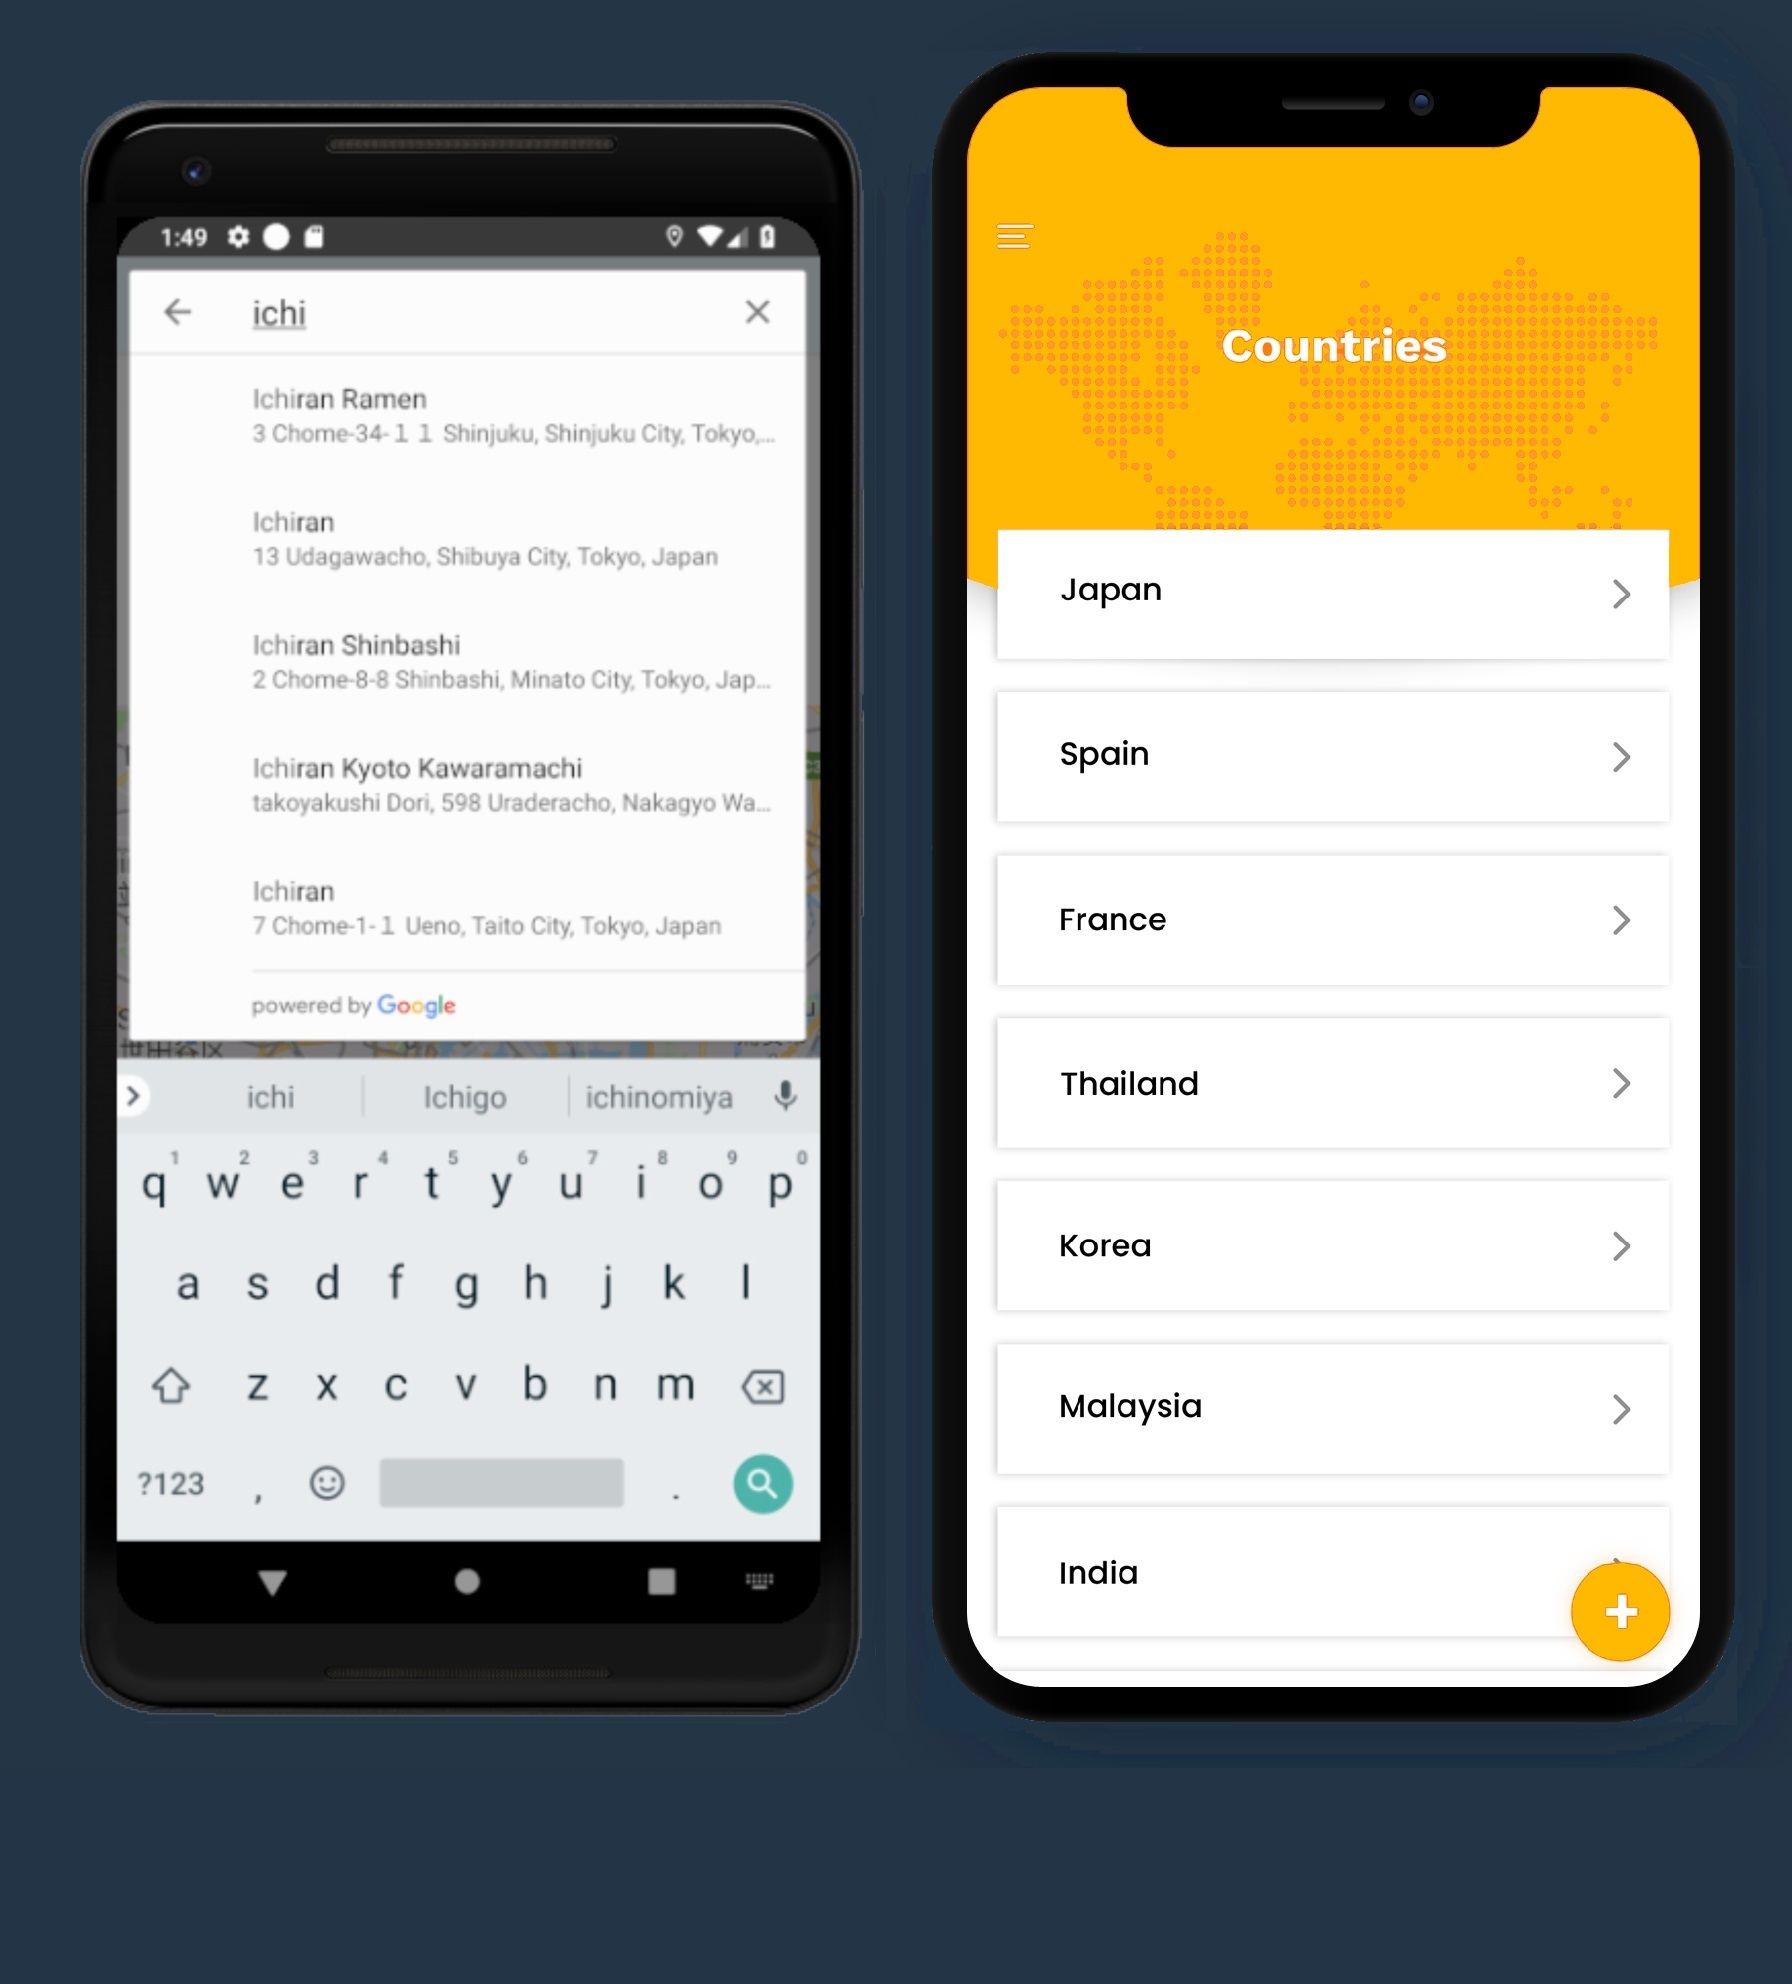 1:49
ichi
Ichiran Ramen
3 Chome-34-１１ Shinjuku, Shinjuku City, Tokyo,...
Ichiran
13 Udagawacho, Shibuya City, Tokyo, Japan
Ichiran Shinbashi
2 Chome-8-8 Shinbashi, Minato City, Tokyo, Jap...
Ichiran Kyoto Kawaramachi
takoyakushi Dori, 598 Uraderacho, Nakagyo Wa...
Ichiran
7 Chome-1-１ Ueno, Taito City, Tokyo, Japan
powered by Google
ichi Ichigo ichinomiya
1 2 3 4 5 6 7 8 9 0
q w e r t y u i o p
a s d f g h j k l
z x c v b n m
?123 , .
Countries
Japan
Spain
France
Thailand
Korea
Malaysia
India